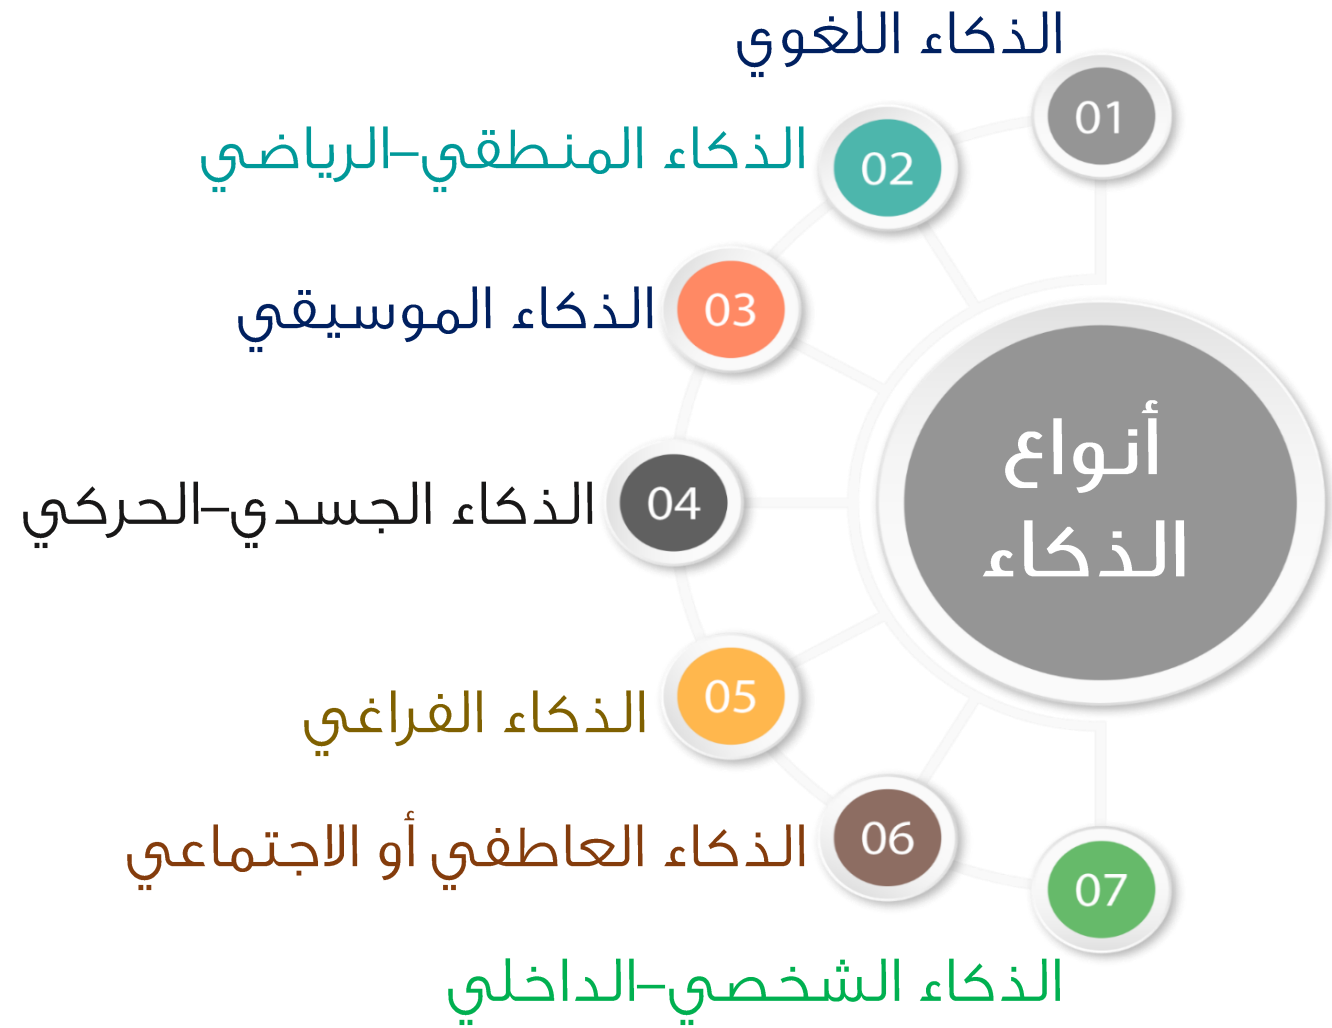 أنواع
الذكاء
01
الذكاء اللغوي
02
الذكاء المنطقي–الرياضي
03
الذكاء الموسيقي
04
الذكاء الجسدي–الحركي
05
الذكاء الفراغي
06
الذكاء العاطفي أو الاجتماعي
07
الذكاء الشخصي–الداخلي